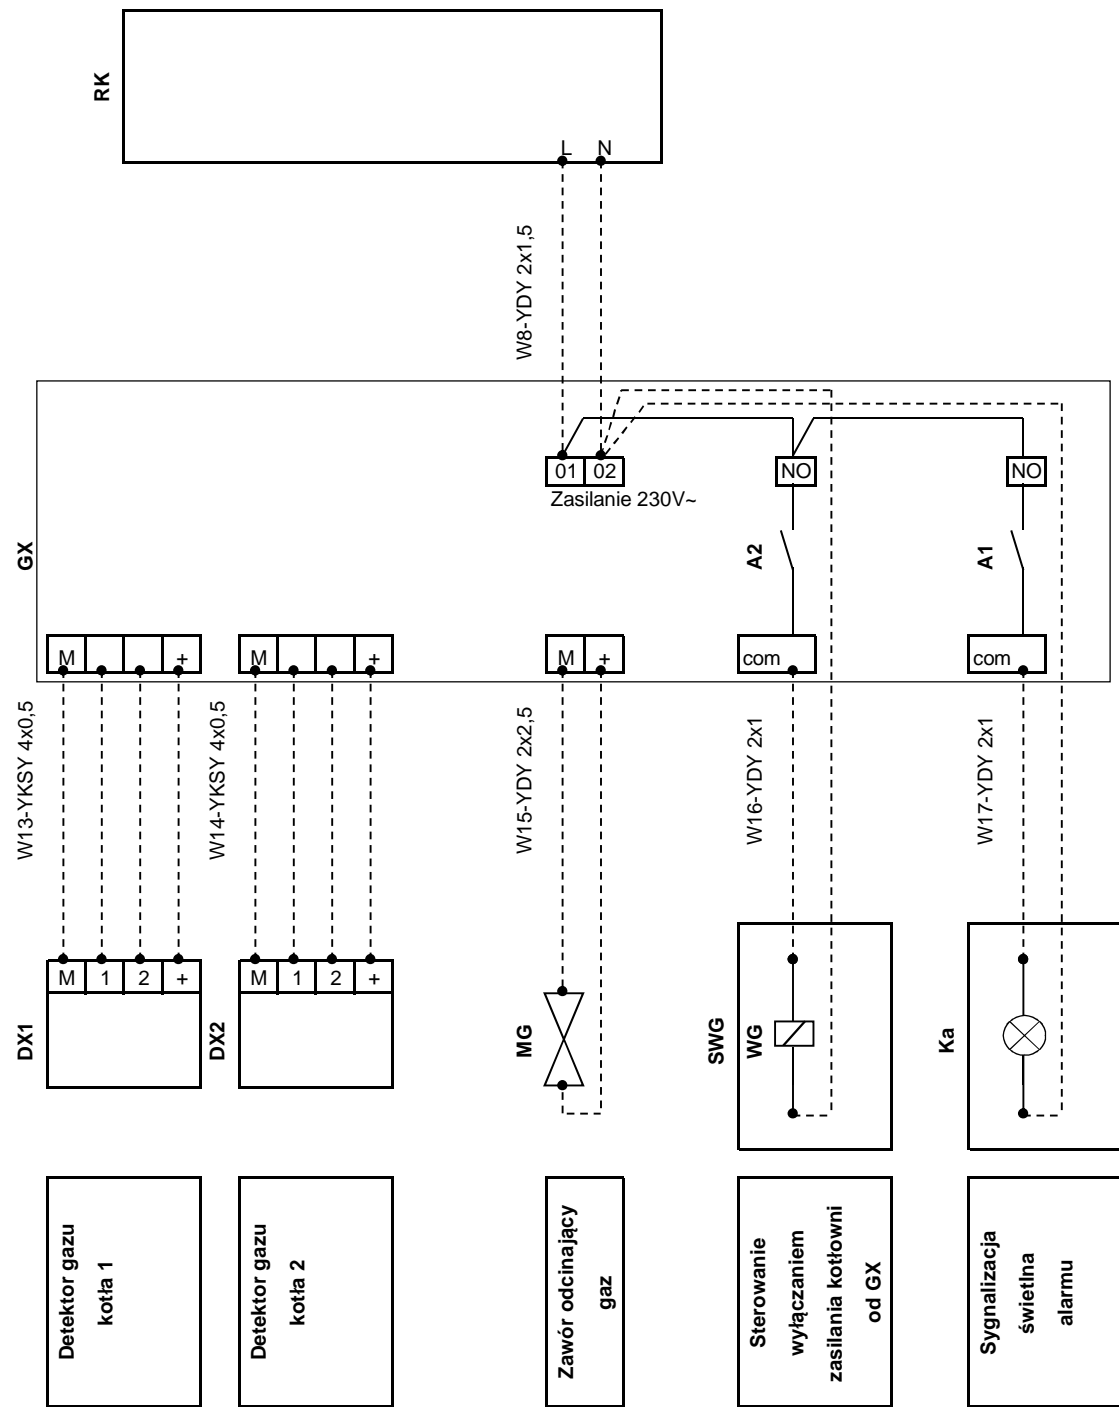 RK
L N
W8-YDY 2x1,5
GX
01 02
Zasilanie 230V~
NO
NO
A2
A1
M +
M +
M +
com
com
W13-YKSY 4x0,5
W14-YKSY 4x0,5
W15-YDY 2x2,5
W16-YDY 2x1
W17-YDY 2x1
DX1
M 1 2 +
DX2
M 1 2 +
MG
SWG
WG
Ka
Detektor gazu
kotła 1
Detektor gazu
kotła 2
Zawór odcinający
gaz
Sterowanie
wyłączaniem
zasilania kotłowni
od GX
Sygnalizacja
świetlna
alarmu